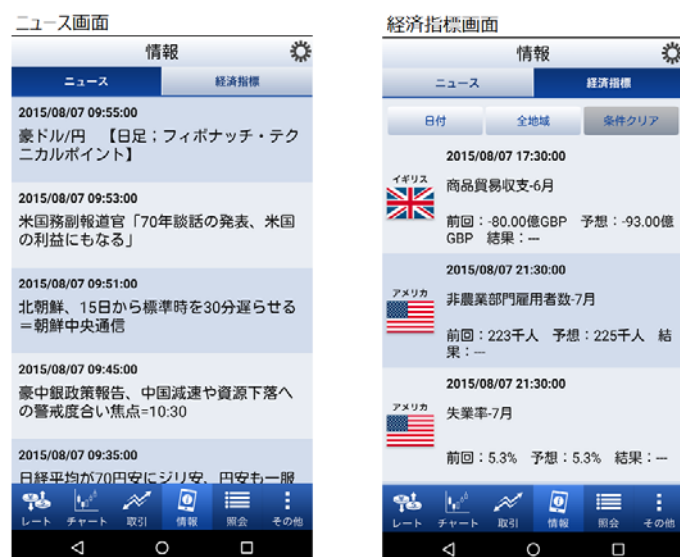 ニュース画面
情報
ニュース
経済指標
2015/08/07 09:55:00
豪ドル/円　【日足；フィボナッチ・テク
ニカルポイント】
2015/08/07 09:53:00
米国務副報道官「70年談話の発表、米国
の利益にもなる」
2015/08/07 09:51:00
北朝鮮、15日から標準時を30分遅らせる
＝朝鮮中央通信
2015/08/07 09:45:00
豪中銀政策報告、中国減速や資源下落へ
の警戒度合い焦点=10:30
2015/08/07 09:35:00
日経平均が70円安にジリ安、円安も一服
レート
チャート
取引
情報
照会
その他
経済指標画面
情報
ニュース
経済指標
日付
全地域
条件クリア
2015/08/07 17:30:00
イギリス
商品貿易収支-6月
前回：-80.00億GBP　予想：-93.00億
GBP　結果：---
2015/08/07 21:30:00
アメリカ
非農業部門雇用者数-7月
前回：223千人　予想：225千人　結
果：---
2015/08/07 21:30:00
アメリカ
失業率-7月
前回：5.3%　予想：5.3%　結果：---
レート
チャート
取引
情報
照会
その他